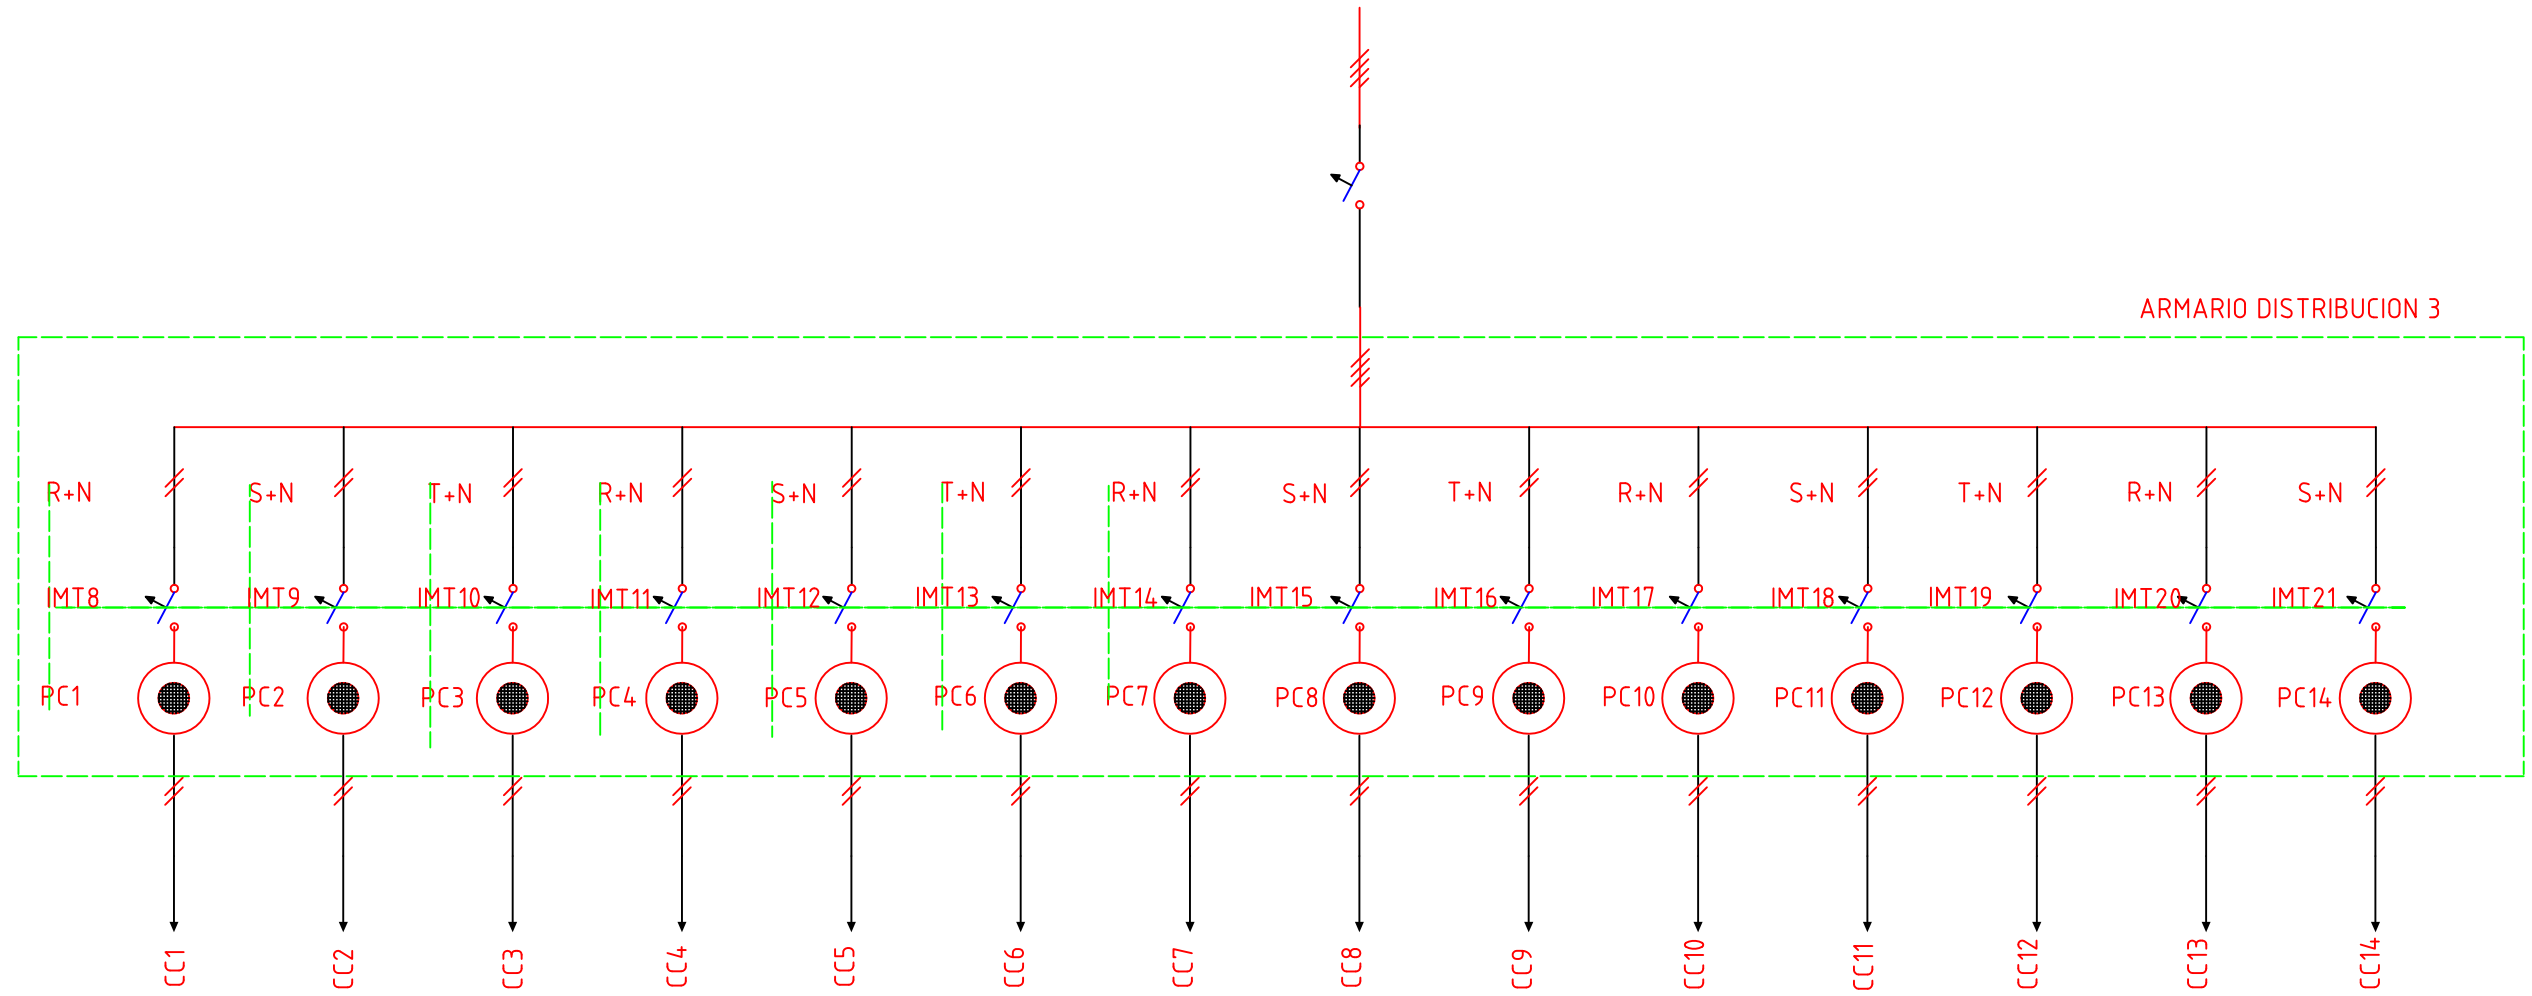 ARMARIO DISTRIBUCION 3
R+N S+N T+N R+N S+N T+N R+N S+N T+N R+N S+N T+N R+N S+N
IMT8 IMT9 IMT10 IMT11 IMT12 IMT13 IMT14 IMT15 IMT16 IMT17 IMT18 IMT19 IMT20 IMT21
PC1 PC2 PC3 PC4 PC5 PC6 PC7 PC8 PC9 PC10 PC11 PC12 PC13 PC14
CC1 CC2 CC3 CC4 CC5 CC6 CC7 CC8 CC9 CC10 CC11 CC12 CC13 CC14